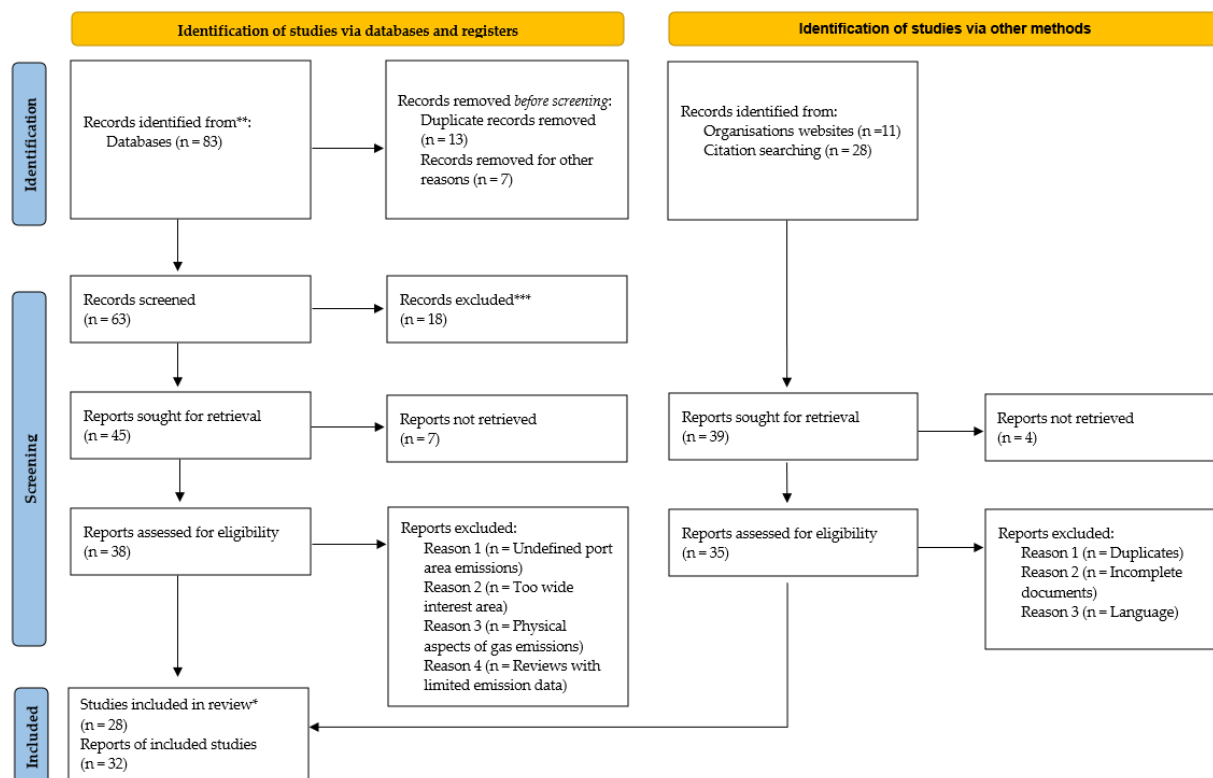 Identification of studies via databases and registers
Identification of studies via other methods
Identification
Records identified from**:
Databases (n = 83)
Records removed before screening:
Duplicate records removed
(n = 13)
Records removed for other
reasons (n = 7)
Records identified from:
Organisations websites (n =11)
Citation searching (n = 28)
Screening
Records screened
(n = 63)
Records excluded***
(n = 18)
Reports sought for retrieval
(n = 45)
Reports not retrieved
(n = 7)
Reports sought for retrieval
(n = 39)
Reports not retrieved
(n = 4)
Reports assessed for eligibility
(n = 38)
Reports excluded:
Reason 1 (n = Undefined port
area emissions)
Reason 2 (n = Too wide
interest area)
Reason 3 (n = Physical
aspects of gas emissions)
Reason 4 (n = Reviews with
limited emission data)
Reports assessed for eligibility
(n = 35)
Reports excluded:
Reason 1 (n = Duplicates)
Reason 2 (n = Incomplete
documents)
Reason 3 (n = Language)
Included
Studies included in review*
(n = 28)
Reports of included studies
(n = 32)